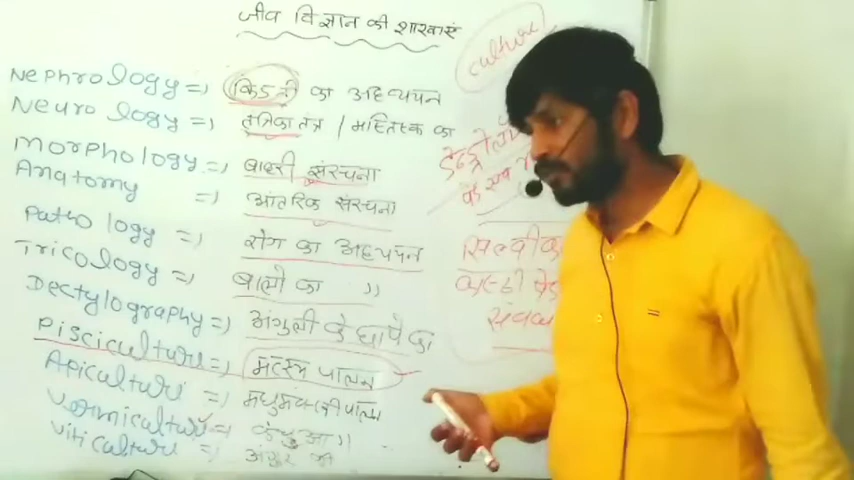 जीव विज्ञान की शाखाएं
culture
Nephrology => किडनी का अध्ययन
Neurology => तंत्रिका तंत्र / मस्तिष्क का
Morphology => बाहरी संरचना
Anatomy => आंतरिक संरचना
Pathology => रोग का अध्ययन
Tricology => बालो का "
Dectylography => अंगुली के छापे का
Pisciculture => मत्स्य पालन
Apiculture => मधुमक्खी पालन
Vermiculture => केंचुआ "
Viticulture => अंगूर की